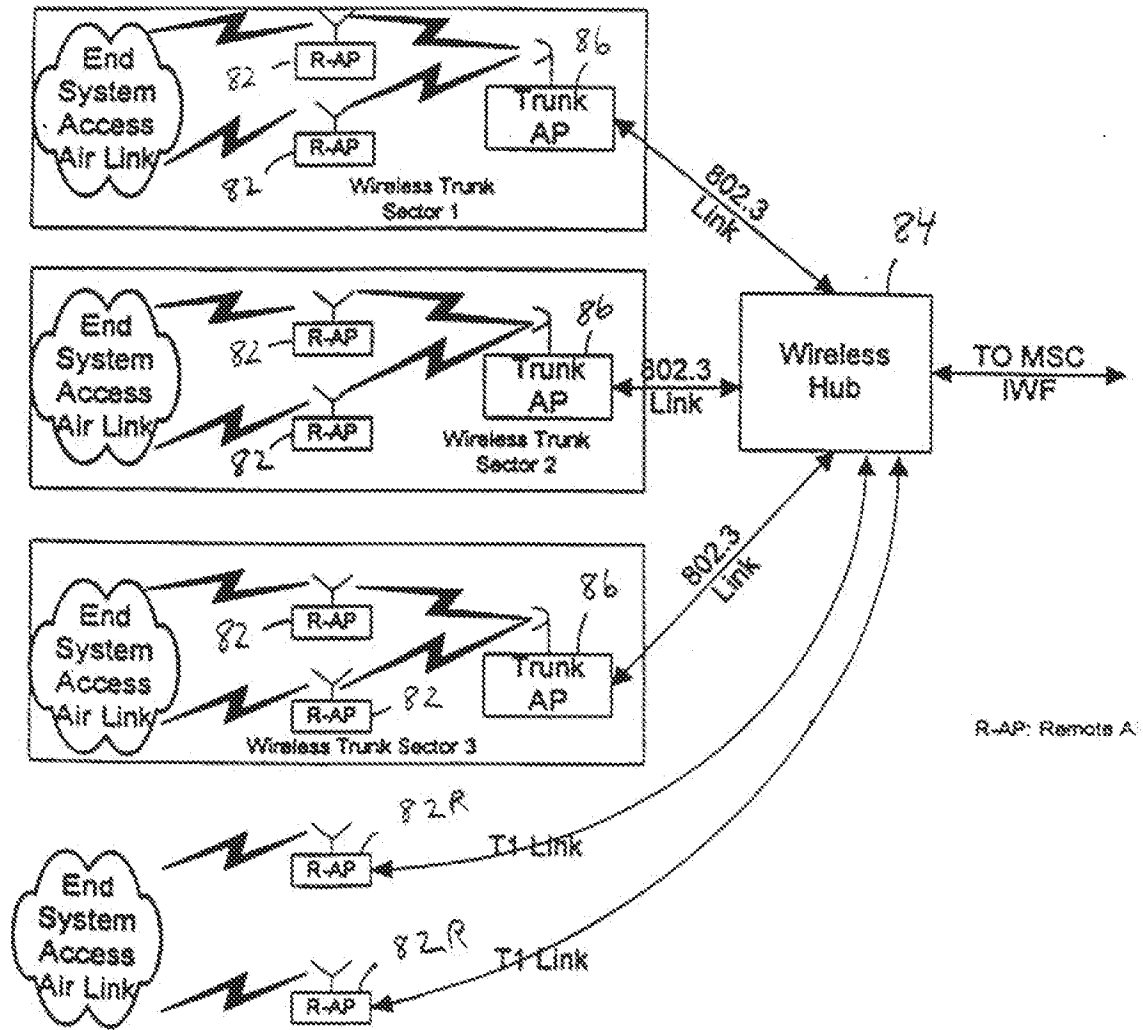 End
System
Access
Air Link
82
R-AP
82
R-AP
86
Trunk
AP
Wireless Trunk
Sector 1
802.3
Link
End
System
Access
Air Link
82
R-AP
82
R-AP
86
Trunk
AP
Wireless Trunk
Sector 2
802.3
Link
84
Wireless
Hub
TO MSC
IWF
End
System
Access
Air Link
82
R-AP
82
R-AP
86
Trunk
AP
Wireless Trunk Sector 3
802.3
Link
R-AP: Remote A
End
System
Access
Air Link
82R
R-AP
T1 Link
82R
R-AP
T1 Link